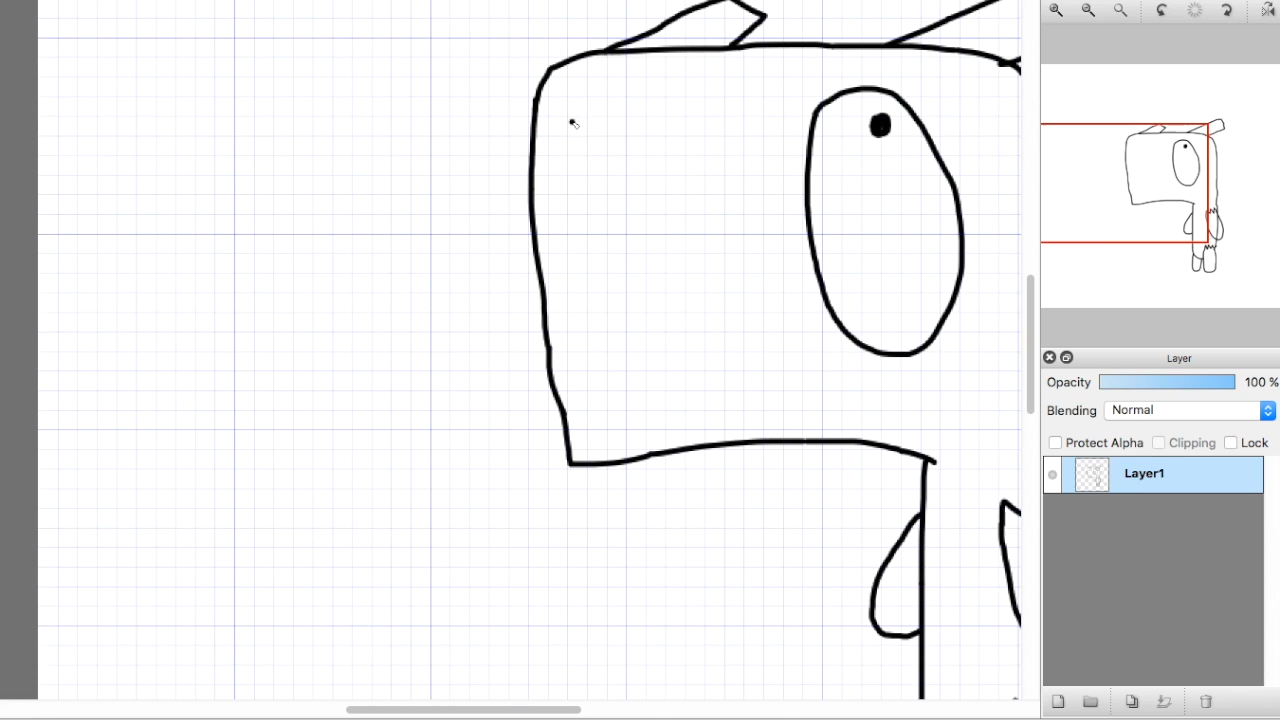 Layer
Opacity 100 %
Blending Normal
Protect Alpha Clipping Lock
Layer1